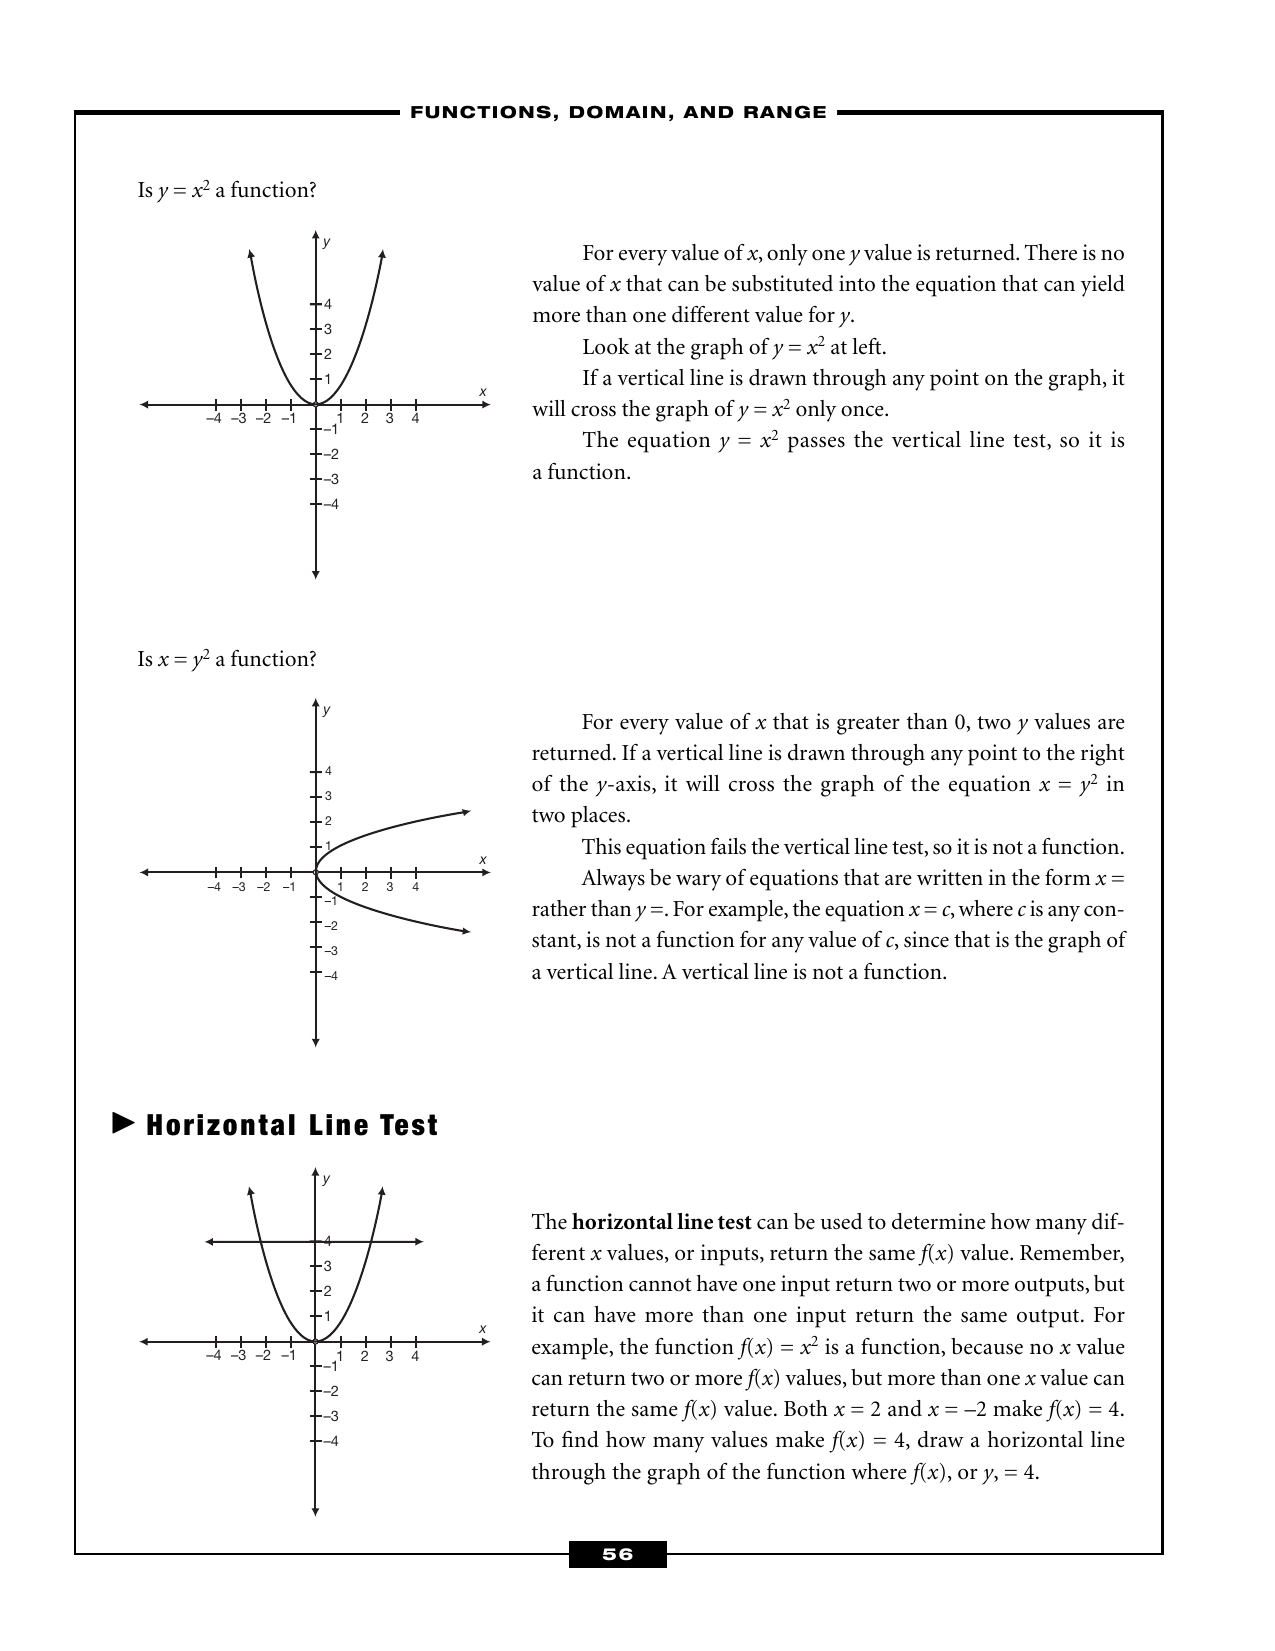 FUNCTIONS, DOMAIN, AND RANGE
Is y = x² a function?
y
4
3
2
1
x
–4 –3 –2 –1 1 2 3 4
–1
–2
–3
–4
For every value of x, only one y value is returned. There is no
value of x that can be substituted into the equation that can yield
more than one different value for y.
Look at the graph of y = x² at left.
If a vertical line is drawn through any point on the graph, it
will cross the graph of y = x² only once.
The equation y = x² passes the vertical line test, so it is
a function.
Is x = y² a function?
y
4
3
2
1
x
–4 –3 –2 –1 1 2 3 4
–1
–2
–3
–4
For every value of x that is greater than 0, two y values are
returned. If a vertical line is drawn through any point to the right
of the y-axis, it will cross the graph of the equation x = y² in
two places.
This equation fails the vertical line test, so it is not a function.
Always be wary of equations that are written in the form x =
rather than y =. For example, the equation x = c, where c is any con-
stant, is not a function for any value of c, since that is the graph of
a vertical line. A vertical line is not a function.
Horizontal Line Test
y
4
3
2
1
x
–4 –3 –2 –1 1 2 3 4
–1
–2
–3
–4
The horizontal line test can be used to determine how many dif-
ferent x values, or inputs, return the same f(x) value. Remember,
a function cannot have one input return two or more outputs, but
it can have more than one input return the same output. For
example, the function f(x) = x² is a function, because no x value
can return two or more f(x) values, but more than one x value can
return the same f(x) value. Both x = 2 and x = –2 make f(x) = 4.
To find how many values make f(x) = 4, draw a horizontal line
through the graph of the function where f(x), or y, = 4.
56